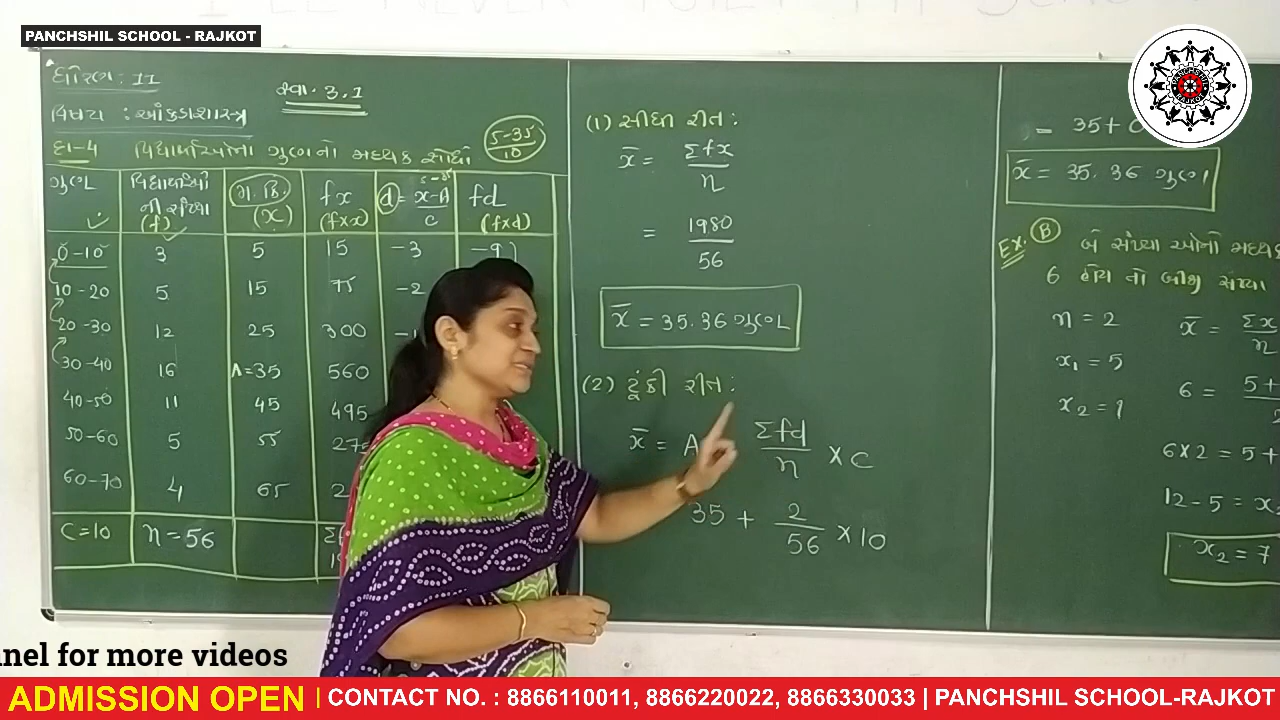 PANCHSHIL SCHOOL - RAJKOT
PANCHSHIL
RAJKOT
ધોરણ : 11
સ્વા. 3.1
વિષય : આંકડાશાસ્ત્ર
દા-4 વિદ્યાર્થીઓના ગુણનો મધ્યક શોધો
5-35
10
ગુણ
વિદ્યાર્થીઓ
ની સંખ્યા
(f)
મ. કિ.
(x)
fx
(f×x)
d = x-A
c
fd
(f×d)
0-10 3 5 15 -3 -9
10-20 5 15 75 -2
20-30 12 25 300
30-40 16 A=35 560
40-50 11 45 495
50-60 5 55
60-70 4 65
C=10 n=56
(1) સીધી રીત :
x̄ = Σfx
n
= 1980
56
x̄ = 35.36 ગુણ
(2) ટૂંકી રીત :
x̄ = A Σfd × c
n
35 + 2 × 10
56
= 35+
x̄ = 35.36 ગુણ
Ex. B બે સંખ્યાઓનો મધ્યક
6 હોય તો બીજી સંખ્યા
n = 2
x₁ = 5
x₂ =
x̄ = Σx
n
6 = 5+
6×2 = 5+
12-5 = x₂
x₂ = 7
for more videos
ADMISSION OPEN | CONTACT NO. : 8866110011, 8866220022, 8866330033 | PANCHSHIL SCHOOL-RAJKOT